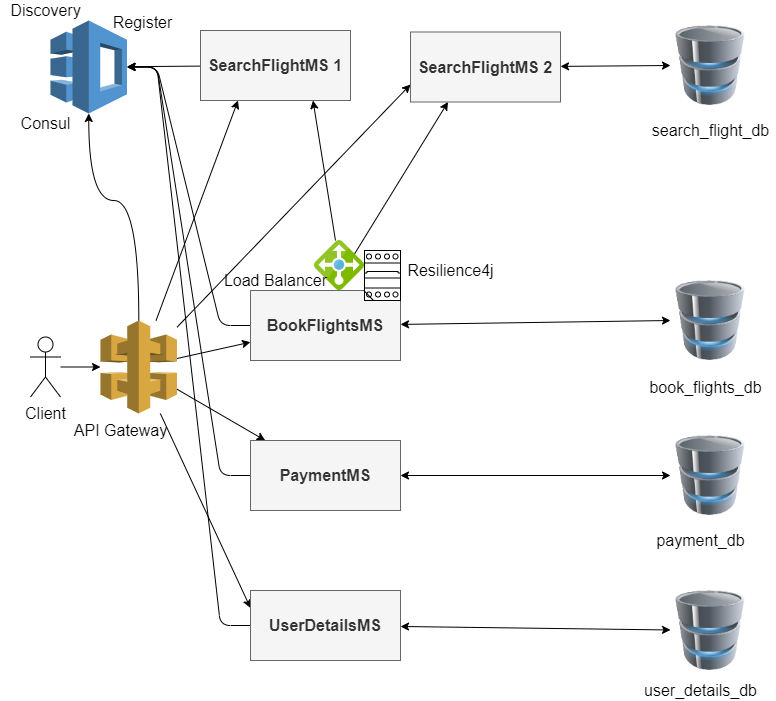 Discovery
Register
Consul
SearchFlightMS 1
SearchFlightMS 2
search_flight_db
Load Balancer
Resilience4j
BookFlightsMS
book_flights_db
Client
API Gateway
PaymentMS
payment_db
UserDetailsMS
user_details_db